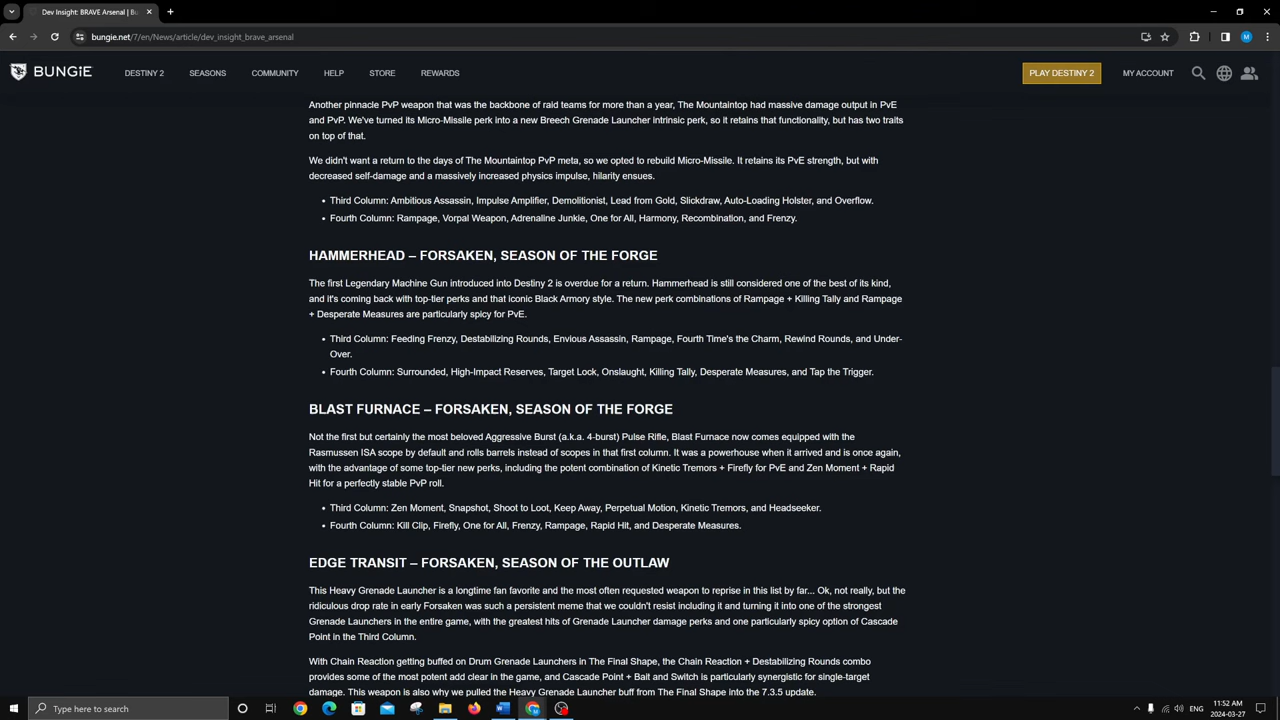 Dev Insight: BRAVE Arsenal | Bu
bungie.net/7/en/News/article/dev_insight_brave_arsenal
M
BUNGiE
DESTINY 2
SEASONS
COMMUNITY
HELP
STORE
REWARDS
PLAY DESTINY 2
MY ACCOUNT
Another pinnacle PvP weapon that was the backbone of raid teams for more than a year, The Mountaintop had massive damage output in PvE
and PvP. We've turned its Micro-Missile perk into a new Breech Grenade Launcher intrinsic perk, so it retains that functionality, but has two traits
on top of that.
We didn't want a return to the days of The Mountaintop PvP meta, so we opted to rebuild Micro-Missile. It retains its PvE strength, but with
decreased self-damage and a massively increased physics impulse, hilarity ensues.
• Third Column: Ambitious Assassin, Impulse Amplifier, Demolitionist, Lead from Gold, Slickdraw, Auto-Loading Holster, and Overflow.
• Fourth Column: Rampage, Vorpal Weapon, Adrenaline Junkie, One for All, Harmony, Recombination, and Frenzy.
HAMMERHEAD – FORSAKEN, SEASON OF THE FORGE
The first Legendary Machine Gun introduced into Destiny 2 is overdue for a return. Hammerhead is still considered one of the best of its kind,
and it's coming back with top-tier perks and that iconic Black Armory style. The new perk combinations of Rampage + Killing Tally and Rampage
+ Desperate Measures are particularly spicy for PvE.
• Third Column: Feeding Frenzy, Destabilizing Rounds, Envious Assassin, Rampage, Fourth Time's the Charm, Rewind Rounds, and Under-
Over.
• Fourth Column: Surrounded, High-Impact Reserves, Target Lock, Onslaught, Killing Tally, Desperate Measures, and Tap the Trigger.
BLAST FURNACE – FORSAKEN, SEASON OF THE FORGE
Not the first but certainly the most beloved Aggressive Burst (a.k.a. 4-burst) Pulse Rifle, Blast Furnace now comes equipped with the
Rasmussen ISA scope by default and rolls barrels instead of scopes in that first column. It was a powerhouse when it arrived and is once again,
with the advantage of some top-tier new perks, including the potent combination of Kinetic Tremors + Firefly for PvE and Zen Moment + Rapid
Hit for a perfectly stable PvP roll.
• Third Column: Zen Moment, Snapshot, Shoot to Loot, Keep Away, Perpetual Motion, Kinetic Tremors, and Headseeker.
• Fourth Column: Kill Clip, Firefly, One for All, Frenzy, Rampage, Rapid Hit, and Desperate Measures.
EDGE TRANSIT – FORSAKEN, SEASON OF THE OUTLAW
This Heavy Grenade Launcher is a longtime fan favorite and the most often requested weapon to reprise in this list by far... Ok, not really, but the
ridiculous drop rate in early Forsaken was such a persistent meme that we couldn't resist including it and turning it into one of the strongest
Grenade Launchers in the entire game, with the greatest hits of Grenade Launcher damage perks and one particularly spicy option of Cascade
Point in the Third Column.
With Chain Reaction getting buffed on Drum Grenade Launchers in The Final Shape, the Chain Reaction + Destabilizing Rounds combo
provides some of the most potent add clear in the game, and Cascade Point + Bait and Switch is particularly synergistic for single-target
damage. This weapon is also why we pulled the Heavy Grenade Launcher buff from The Final Shape into the 7.3.5 update.
Type here to search
ENG
11:52 AM
2024-03-27